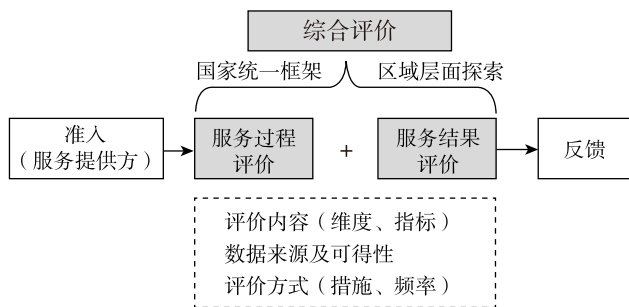 综合评价
国家统一框架
区域层面探索
准入
（服务提供方）
服务过程
评价
+
服务结果
评价
反馈
评价内容（维度、指标）
数据来源及可得性
评价方式（措施、频率）